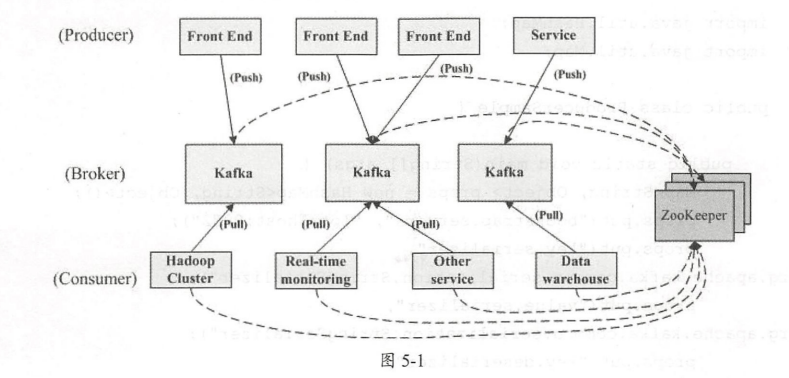 (Producer)
Front End
Front End
Front End
Service
(Push)
(Push)
(Push)
(Push)
(Broker)
Kafka
Kafka
Kafka
ZooKeeper
(Pull)
(Pull)
(Pull)
(Pull)
(Consumer)
Hadoop
Cluster
Real-time
monitoring
Other
service
Data
warehouse
图 5-1